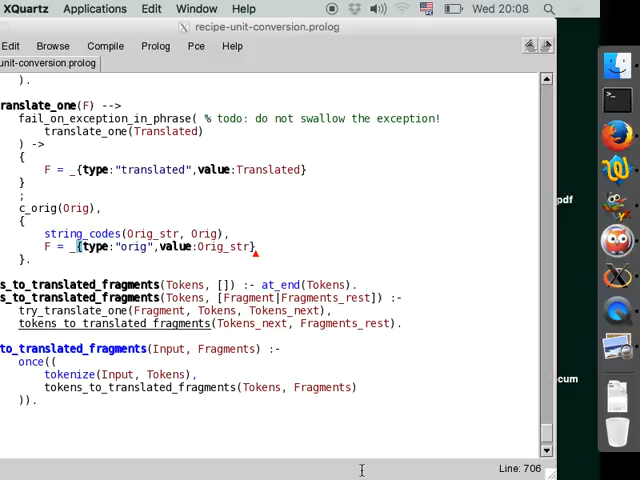 XQuartz Applications Edit Window Help Wed 20:08
recipe-unit-conversion.prolog
Edit Browse Compile Prolog Pce Help
unit-conversion.prolog
).
ranslate_one(F) -->
fail_on_exception_in_phrase( % todo: do not swallow the exception!
translate_one(Translated)
) ->
{
F = _{type:"translated",value:Translated}
}
;
c_orig(Orig),
{
string_codes(Orig_str, Orig),
F = _{type:"orig",value:Orig_str}
}.
s_to_translated_fragments(Tokens, []) :- at_end(Tokens).
s_to_translated_fragments(Tokens, [Fragment|Fragments_rest]) :-
try_translate_one(Fragment, Tokens, Tokens_next),
tokens_to_translated_fragments(Tokens_next, Fragments_rest).
to_translated_fragments(Input, Fragments) :-
once((
tokenize(Input, Tokens),
tokens_to_translated_fragments(Tokens, Fragments)
)).
Line: 706
pdf
cum